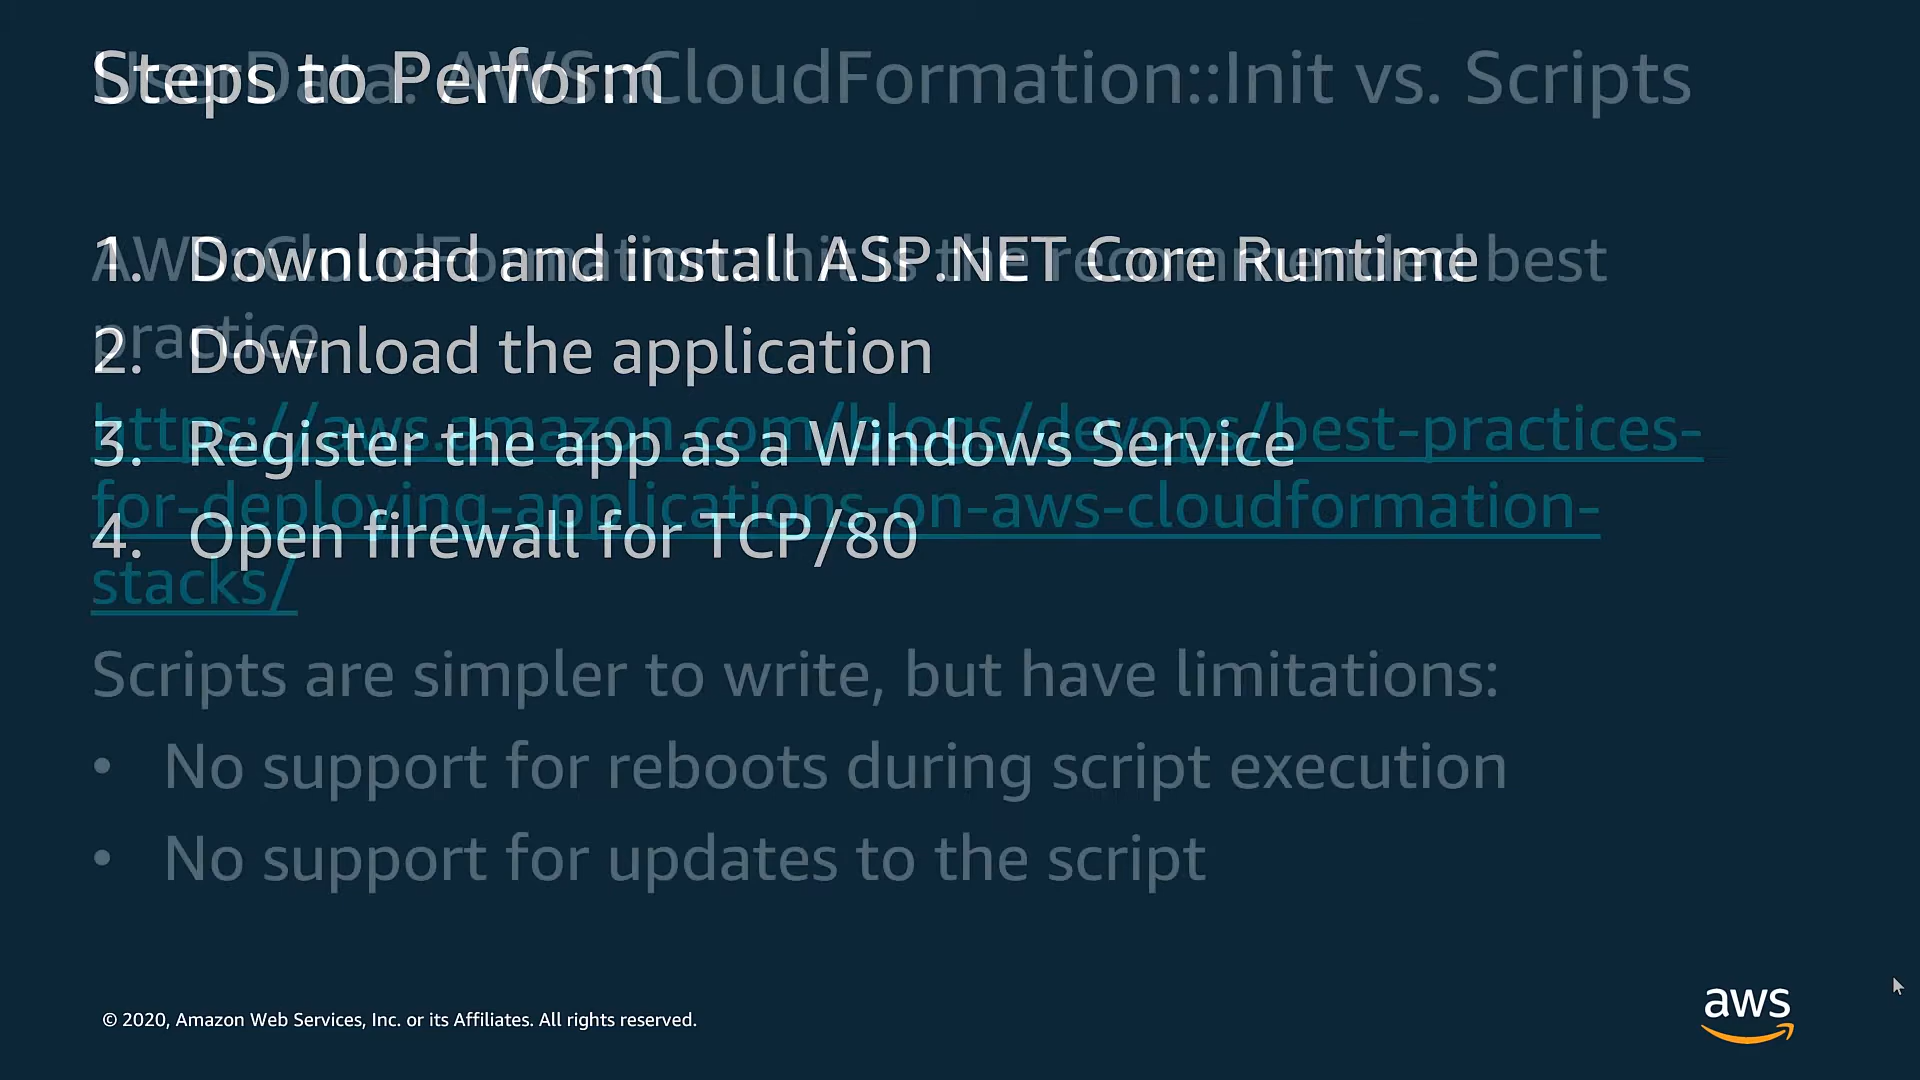 Steps to Perform
UserData: AWS::CloudFormation::Init vs. Scripts
1. Download and install ASP.NET Core Runtime
2. Download the application
3. Register the app as a Windows Service
4. Open firewall for TCP/80
AWS::CloudFormation::Init is the recommended best
practice
https://aws.amazon.com/blogs/devops/best-practices-
for-deploying-applications-on-aws-cloudformation-
stacks/
Scripts are simpler to write, but have limitations:
• No support for reboots during script execution
• No support for updates to the script
© 2020, Amazon Web Services, Inc. or its Affiliates. All rights reserved.
aws